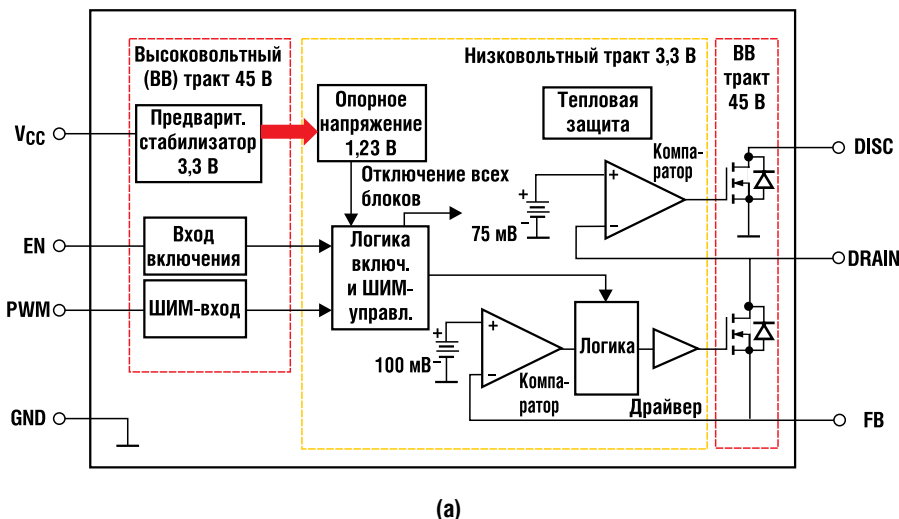 Высоковольтный
(ВВ) тракт 45 В
Низковольтный тракт 3,3 В
ВВ
тракт
45 В
VCC
Предварит.
стабилизатор
3,3 В
Опорное
напряжение
1,23 В
Тепловая
защита
Компа-
ратор
DISC
Отключение всех
блоков
+
–
75 мВ
+
–
EN
Вход
включения
Логика
включ.
и ШИМ-
управл.
DRAIN
PWM
ШИМ-вход
+
–
100 мВ
+
–
Компа-
ратор
Логика
Драйвер
GND
FB
(a)